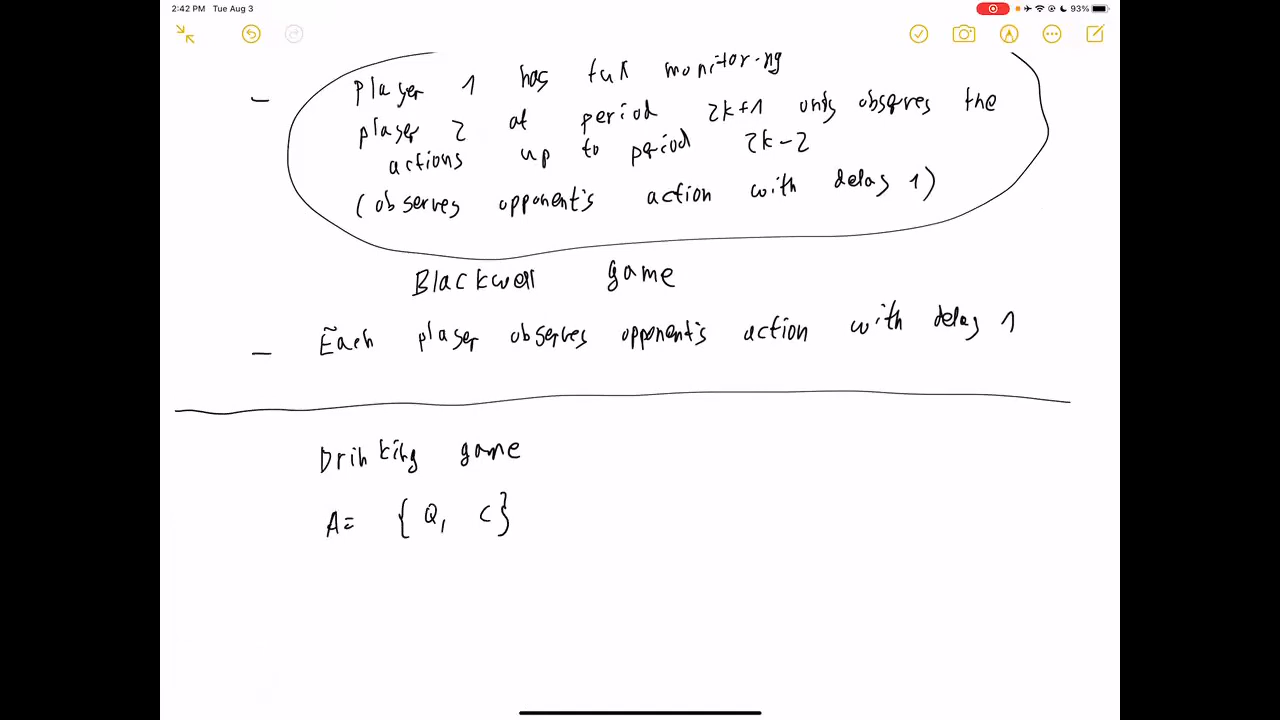 2:42 PM Tue Aug 3 93%
– player 1 has full monitoring
player 2 at period 2k+1 only observes the
actions up to period 2k-2
(observes opponent's action with delay 1)
Blackwell game
– Each player observes opponent's action with delay 1
Drinking game
A= {Q, C}